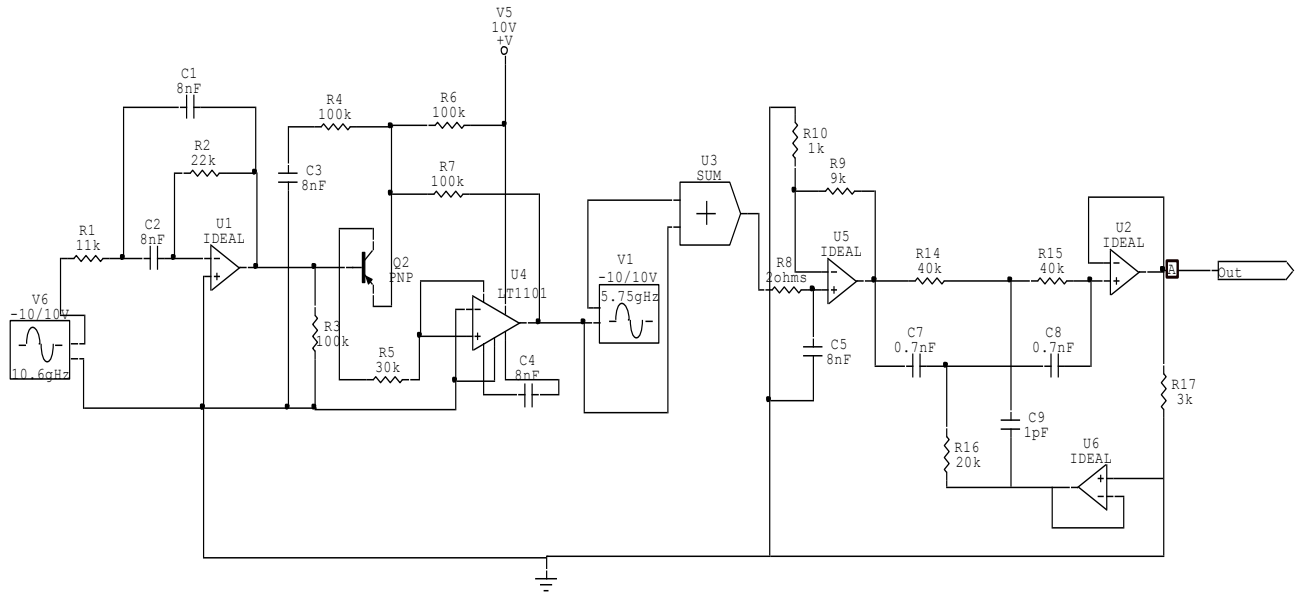 V5
10V
+V
C1
8nF
R4
100k
R6
100k
R2
22k
C3
8nF
R7
100k
U3
SUM
R10
1k
R9
9k
R1
11k
C2
8nF
U1
IDEAL
Q2
PNP
U4
LT1101
V1
-10/10V
5.75gHz
R8
2ohms
U5
IDEAL
R14
40k
R15
40k
U2
IDEAL
A
Out
V6
-10/10V
10.6gHz
R3
100k
R5
30k
C4
8nF
C5
8nF
C7
0.7nF
C8
0.7nF
R17
3k
C9
1pF
R16
20k
U6
IDEAL